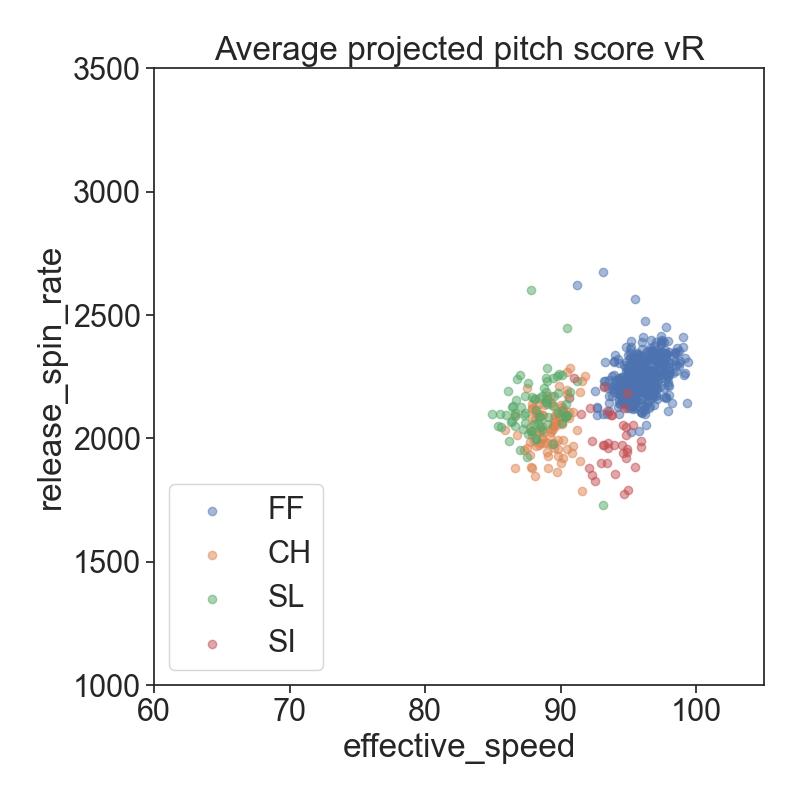 Average projected pitch score vR
3500
3000
2500
2000
1500
1000
release_spin_rate
60 70 80 90 100
effective_speed
FF
CH
SL
SI